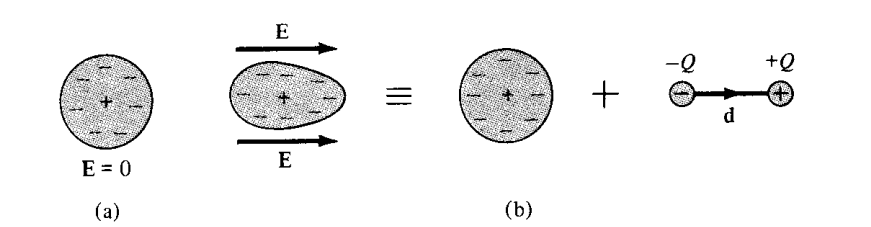 E
− − − − − − − +
E = 0
(a)
− − − − − − − +
E
≡
− − − − − − − − +
(b)
+
−Q +Q
− +
d